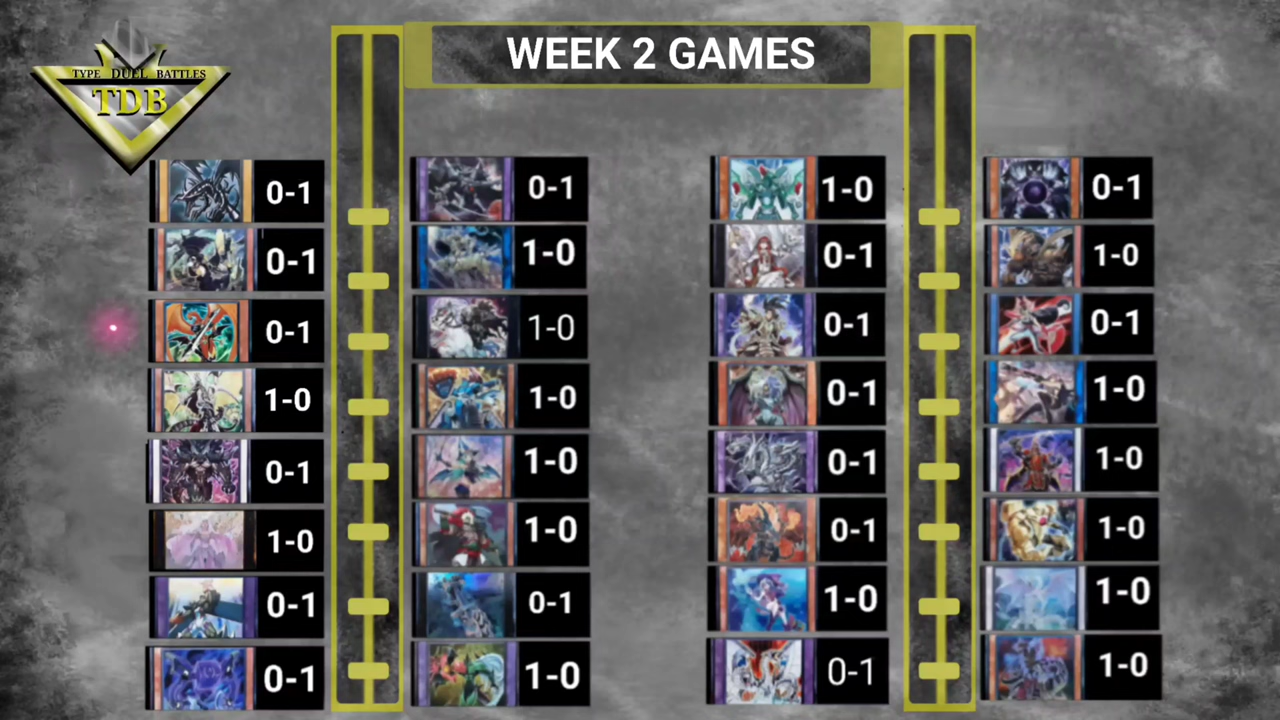 WEEK 2 GAMES
TYPE DUEL BATTLES
TDB
0-1 0-1 1-0 0-1
0-1 1-0 0-1 1-0
0-1 1-0 0-1 0-1
1-0 1-0 0-1 1-0
0-1 1-0 0-1 1-0
1-0 1-0 0-1 1-0
0-1 0-1 1-0 1-0
0-1 1-0 0-1 1-0